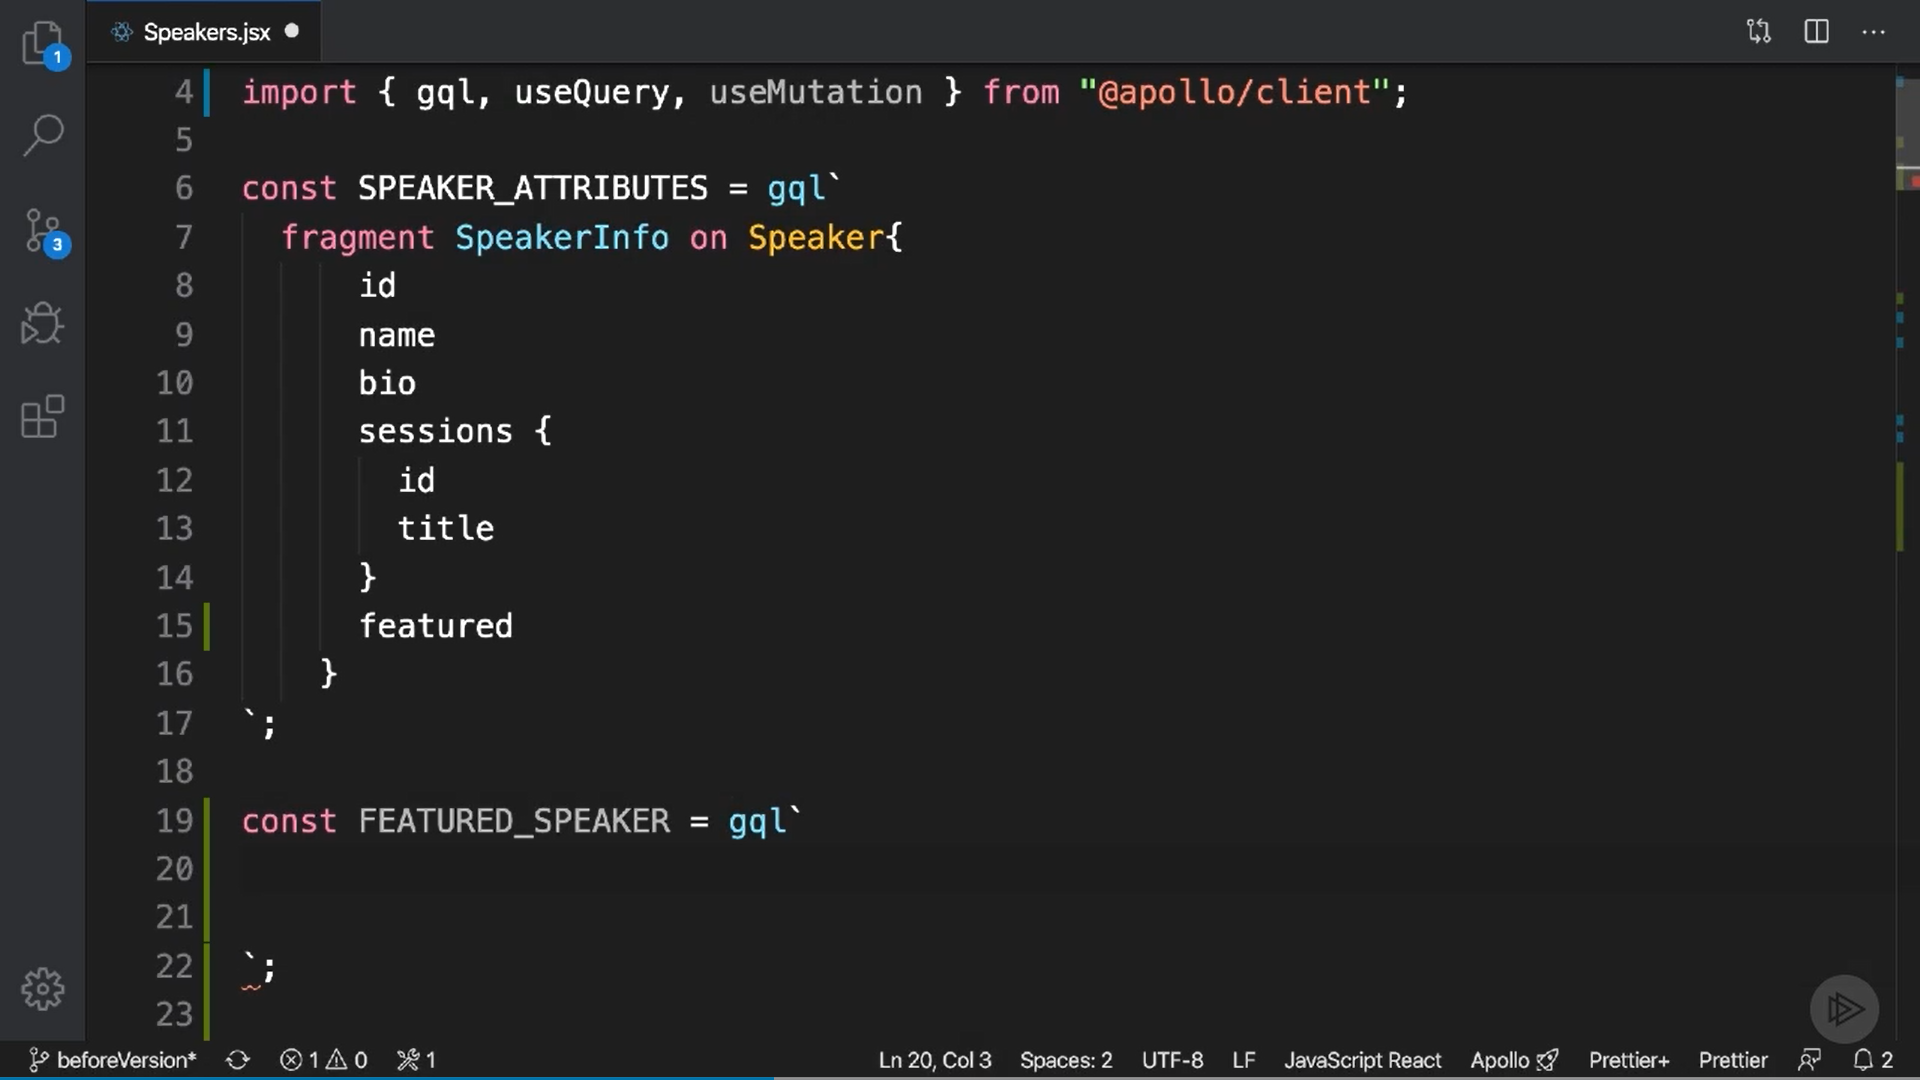 Speakers.jsx
1
4 import { gql, useQuery, useMutation } from "@apollo/client";
5
6 const SPEAKER_ATTRIBUTES = gql`
7 fragment SpeakerInfo on Speaker{
8 id
9 name
3
10 bio
11 sessions {
12 id
13 title
14 }
15 featured
16 }
17 `;
18
19 const FEATURED_SPEAKER = gql`
20
21
22 `;
23
beforeVersion* 1 0 1 Ln 20, Col 3 Spaces: 2 UTF-8 LF JavaScript React Apollo Prettier+ Prettier 2